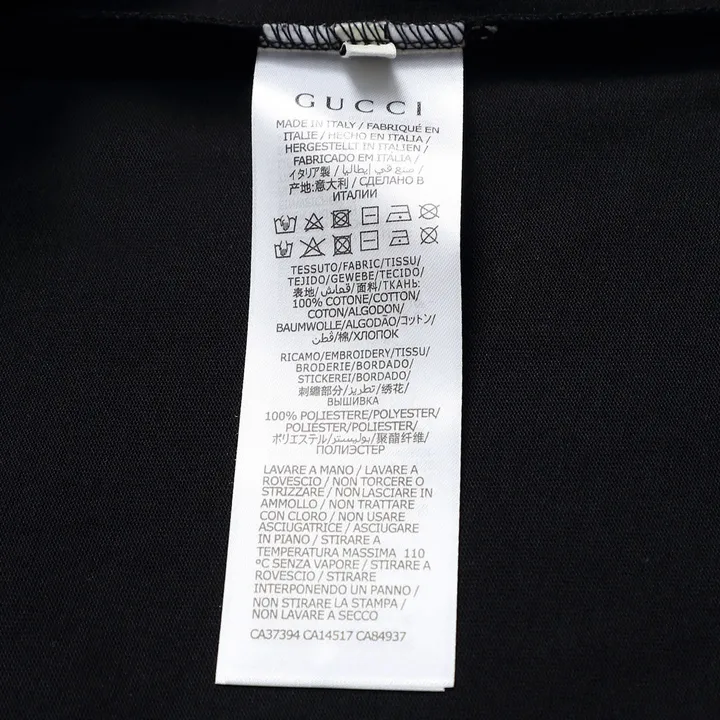 GUCCI
MADE IN ITALY / FABRIQUÉ EN
ITALIE / HECHO EN ITALIA /
HERGESTELLT IN ITALIEN /
FABRICADO EM ITALIA /
イタリア製 / صنع في إيطاليا /
产地:意大利 / СДЕЛАНО В
ИТАЛИИ
TESSUTO/FABRIC/TISSU/
TEJIDO/GEWEBE/TECIDO/
表地/قماش/面料/ТКАНЬ:
100% COTONE/COTTON/
COTON/ALGODON/
BAUMWOLLE/ALGODÃO/コットン/
قطن/棉/ХЛОПОК
RICAMO/EMBROIDERY/TISSU/
BRODERIE/BORDADO/
STICKEREI/BORDADO/
刺繍部分/تطريز/绣花/
ВЫШИВКА
100% POLIESTERE/POLYESTER/
POLIÉSTER/POLIESTER/
ポリエステル/بوليستر/聚酯纤维/
ПОЛИЭСТЕР
LAVARE A MANO / LAVARE A
ROVESCIO / NON TORCERE O
STRIZZARE / NON LASCIARE IN
AMMOLLO / NON TRATTARE
CON CLORO / NON USARE
ASCIUGATRICE / ASCIUGARE
IN PIANO / STIRARE A
TEMPERATURA MASSIMA 110
°C SENZA VAPORE / STIRARE A
ROVESCIO / STIRARE
INTERPONENDO UN PANNO /
NON STIRARE LA STAMPA /
NON LAVARE A SECCO
CA37394 CA14517 CA84937